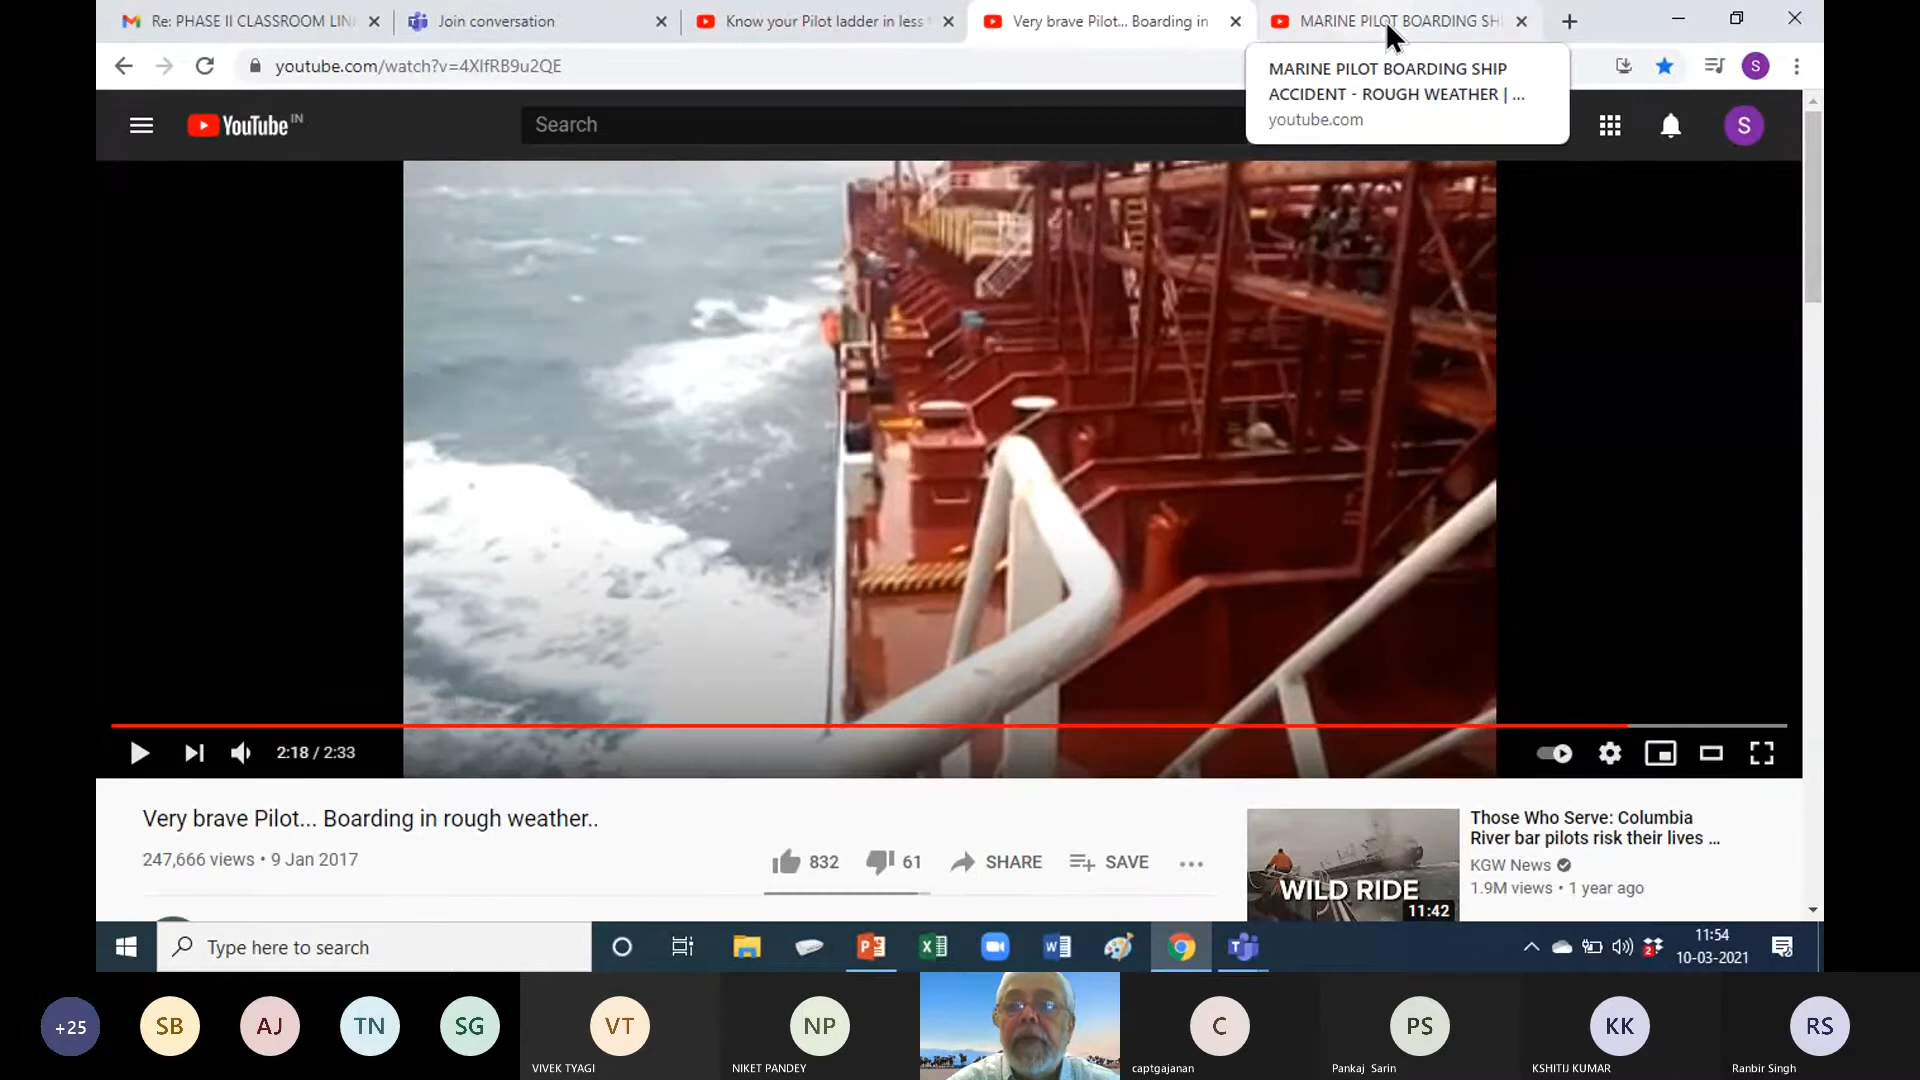 Re: PHASE II CLASSROOM LIN
Join conversation
Know your Pilot ladder in less
Very brave Pilot... Boarding in
MARINE PILOT BOARDING SH
youtube.com/watch?v=4XlfRB9u2QE
S
MARINE PILOT BOARDING SHIP
ACCIDENT - ROUGH WEATHER | ...
youtube.com
YouTube IN
Search
S
2:18 / 2:33
Very brave Pilot... Boarding in rough weather..
247,666 views • 9 Jan 2017
832
61
SHARE
SAVE
WILD RIDE
11:42
Those Who Serve: Columbia
River bar pilots risk their lives ...
KGW News
1.9M views • 1 year ago
Type here to search
2
11:54
10-03-2021
+25
SB
AJ
TN
SG
VT
VIVEK TYAGI
NP
NIKET PANDEY
C
captgajanan
PS
Pankaj Sarin
KK
KSHITIJ KUMAR
RS
Ranbir Singh